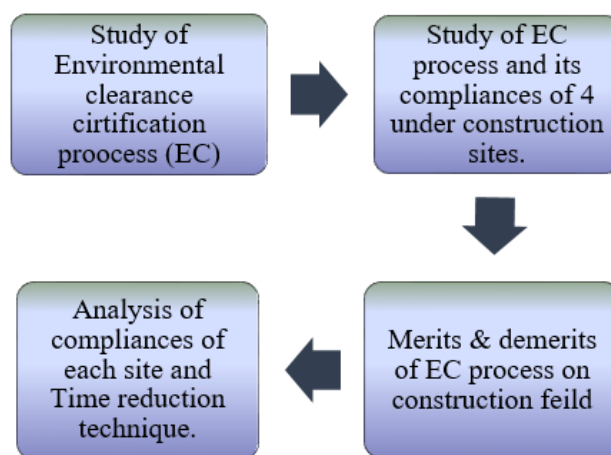 Study of
Environmental
clearance
cirtification
proocess (EC)
Study of EC
process and its
compliances of 4
under construction
sites.
Merits & demerits
of EC process on
construction feild
Analysis of
compliances of
each site and
Time reduction
technique.